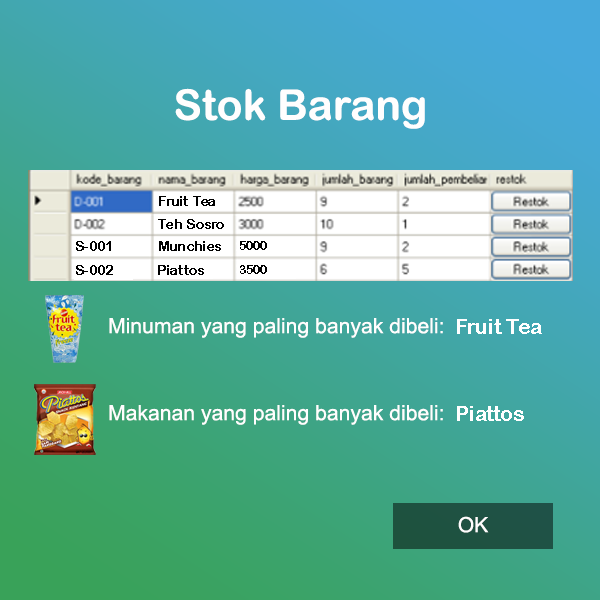 Stok Barang
kode_barang nama_barang harga_barang jumlah_barang jumlah_pembeliar restok
D-001 Fruit Tea 2500 9 2 Restok
D-002 Teh Sosro 3000 10 1 Restok
S-001 Munchies 5000 9 2 Restok
S-002 Piattos 3500 6 5 Restok
fruit
tea
Minuman yang paling banyak dibeli: Fruit Tea
Piattos
Makanan yang paling banyak dibeli: Piattos
OK